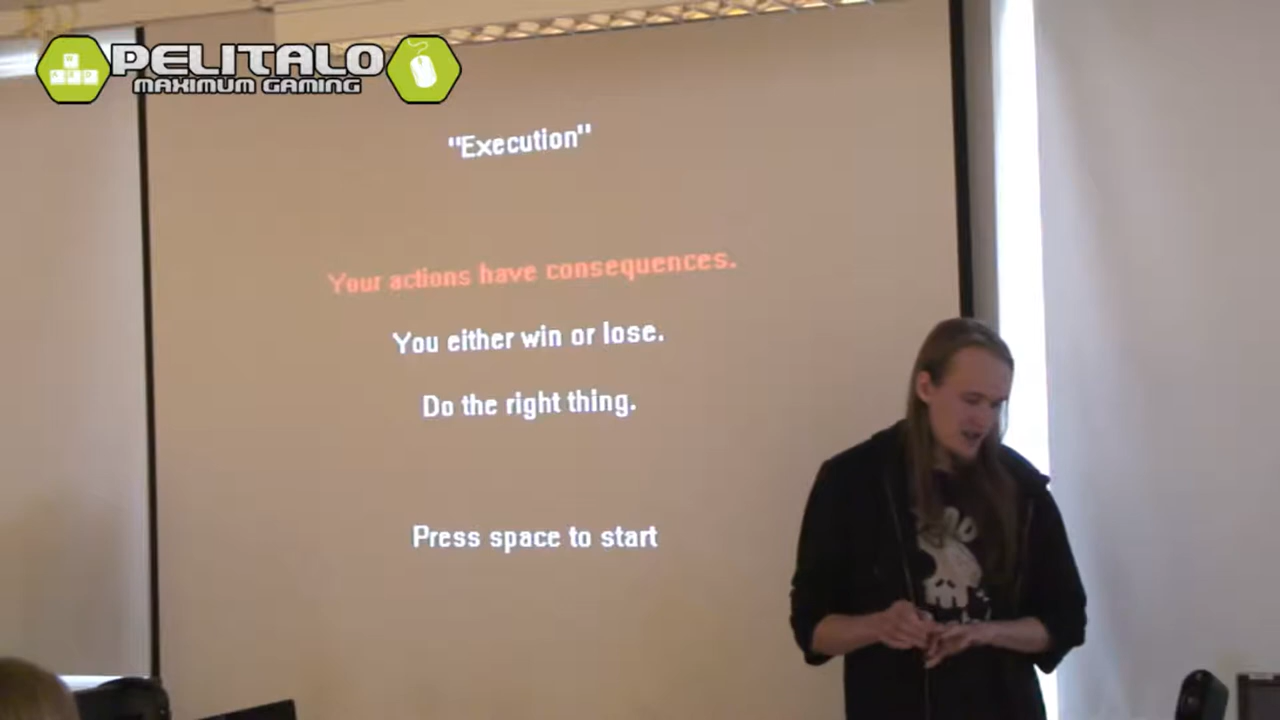 PELITALO
MAXIMUM GAMING
"Execution"
Your actions have consequences.
You either win or lose.
Do the right thing.
Press space to start